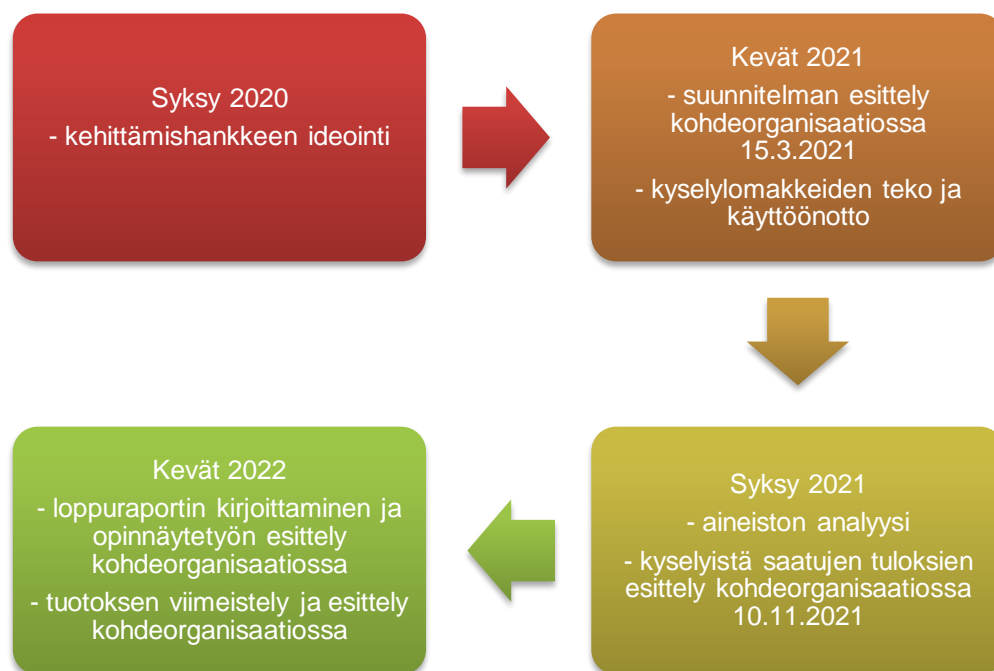 Syksy 2020
- kehittämishankkeen ideointi
Kevät 2021
- suunnitelman esittely
kohdeorganisaatiossa
15.3.2021
- kyselylomakkeiden teko ja
käyttöönotto
Syksy 2021
- aineiston analyysi
- kyselyistä saatujen tuloksien
esittely kohdeorganisaatiossa
10.11.2021
Kevät 2022
- loppuraportin kirjoittaminen ja
opinnäytetyön esittely
kohdeorganisaatiossa
- tuotoksen viimeistely ja esittely
kohdeorganisaatiossa